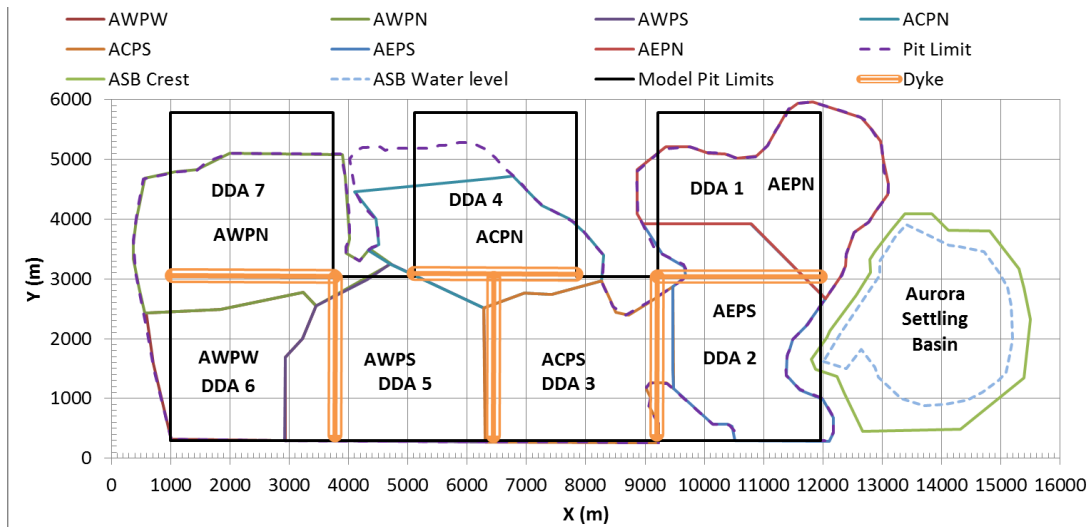 AWPW AWPN AWPS ACPN
ACPS AEPS AEPN Pit Limit
ASB Crest ASB Water level Model Pit Limits Dyke
6000
5000
4000
3000
2000
1000
0
Y (m)
DDA 7
AWPN
DDA 4
ACPN
DDA 1
AEPN
AWPW
DDA 6
AWPS
DDA 5
ACPS
DDA 3
AEPS
DDA 2
Aurora
Settling
Basin
0 1000 2000 3000 4000 5000 6000 7000 8000 9000 10000 11000 12000 13000 14000 15000 16000
X (m)